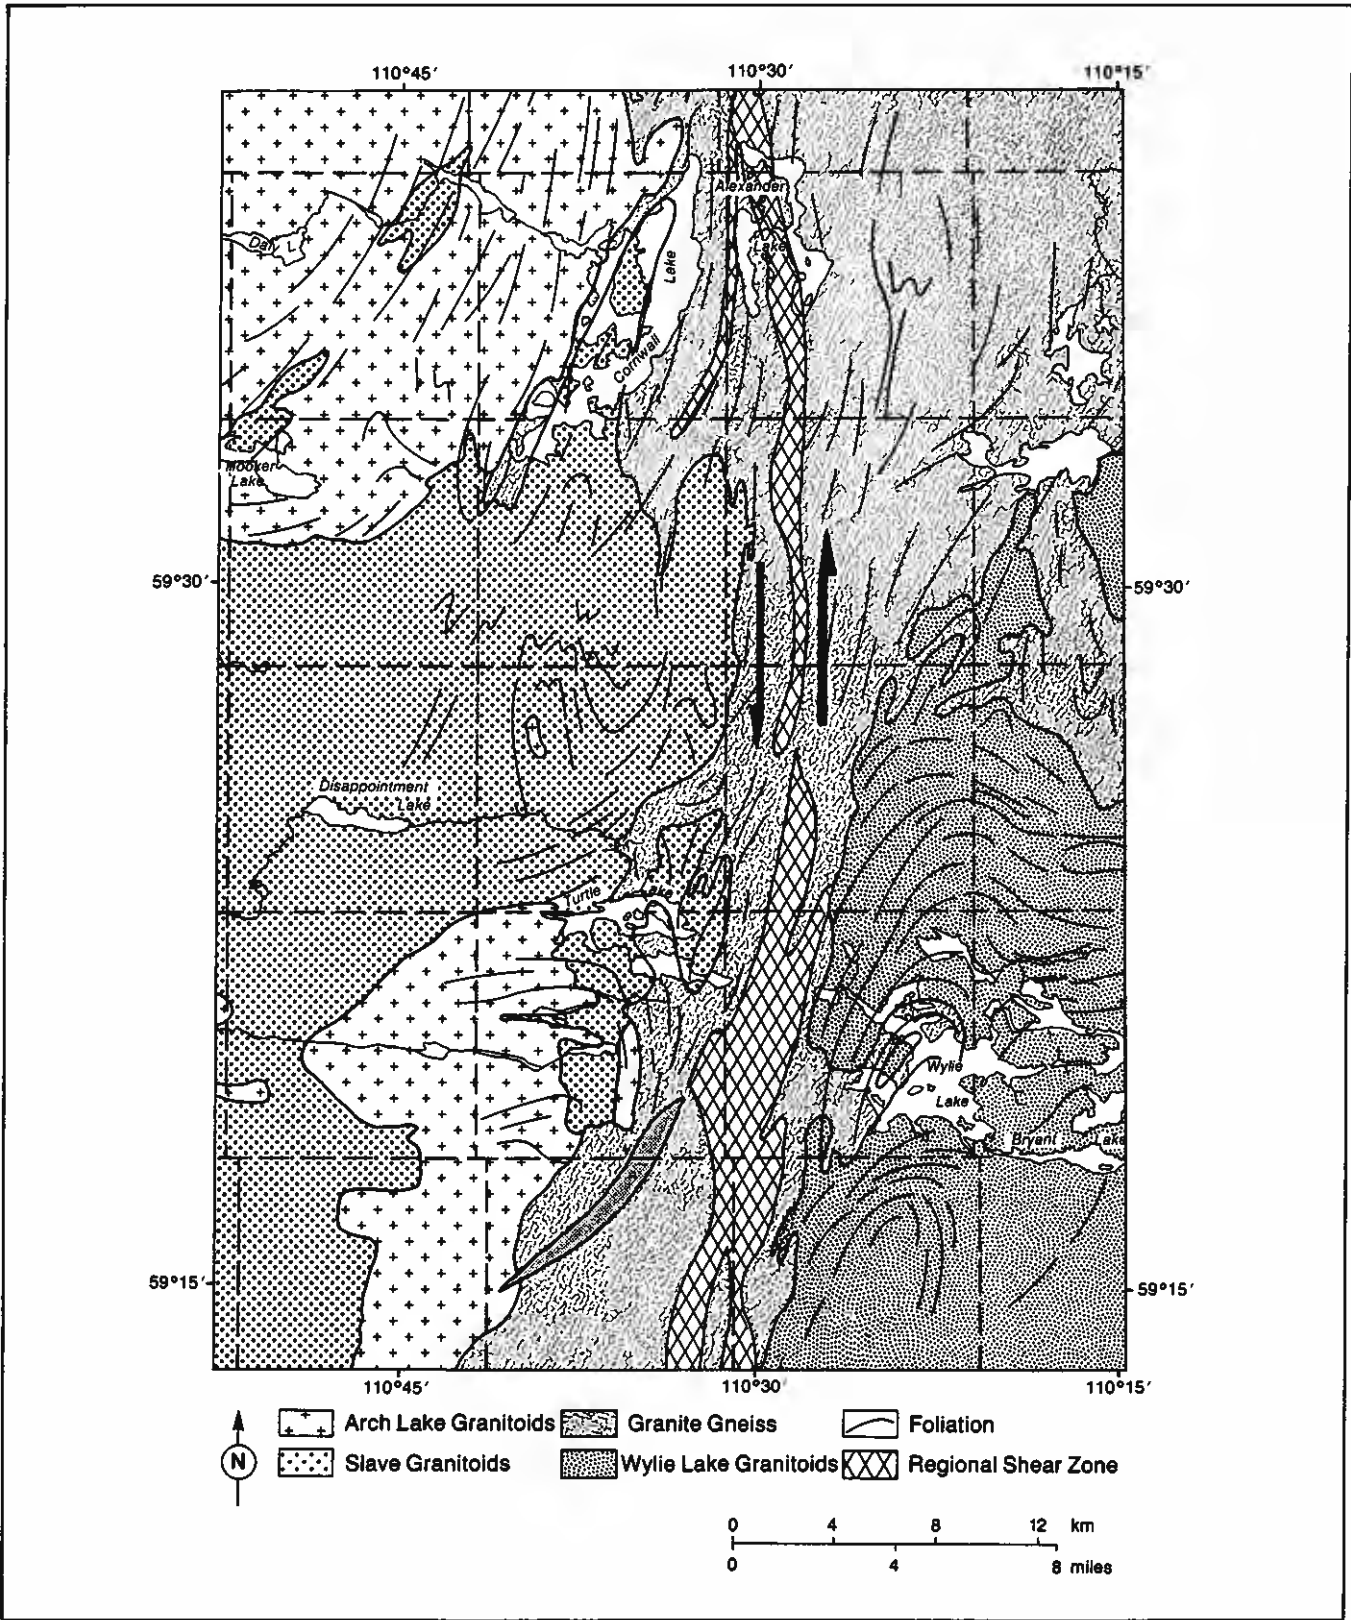 110°45′ 110°30′ 110°15′
Alexander
Lake
Lake
Cornwall
Hooker
Lake
59°30′ 59°30′
Disappointment
Lake
Turtle Lake
Wylie
Lake
Bryant Lake
59°15′ 59°15′
110°45′ 110°30′ 110°15′
Arch Lake Granitoids Granite Gneiss Foliation
N Slave Granitoids Wylie Lake Granitoids Regional Shear Zone
0 4 8 12 km
0 4 8 miles